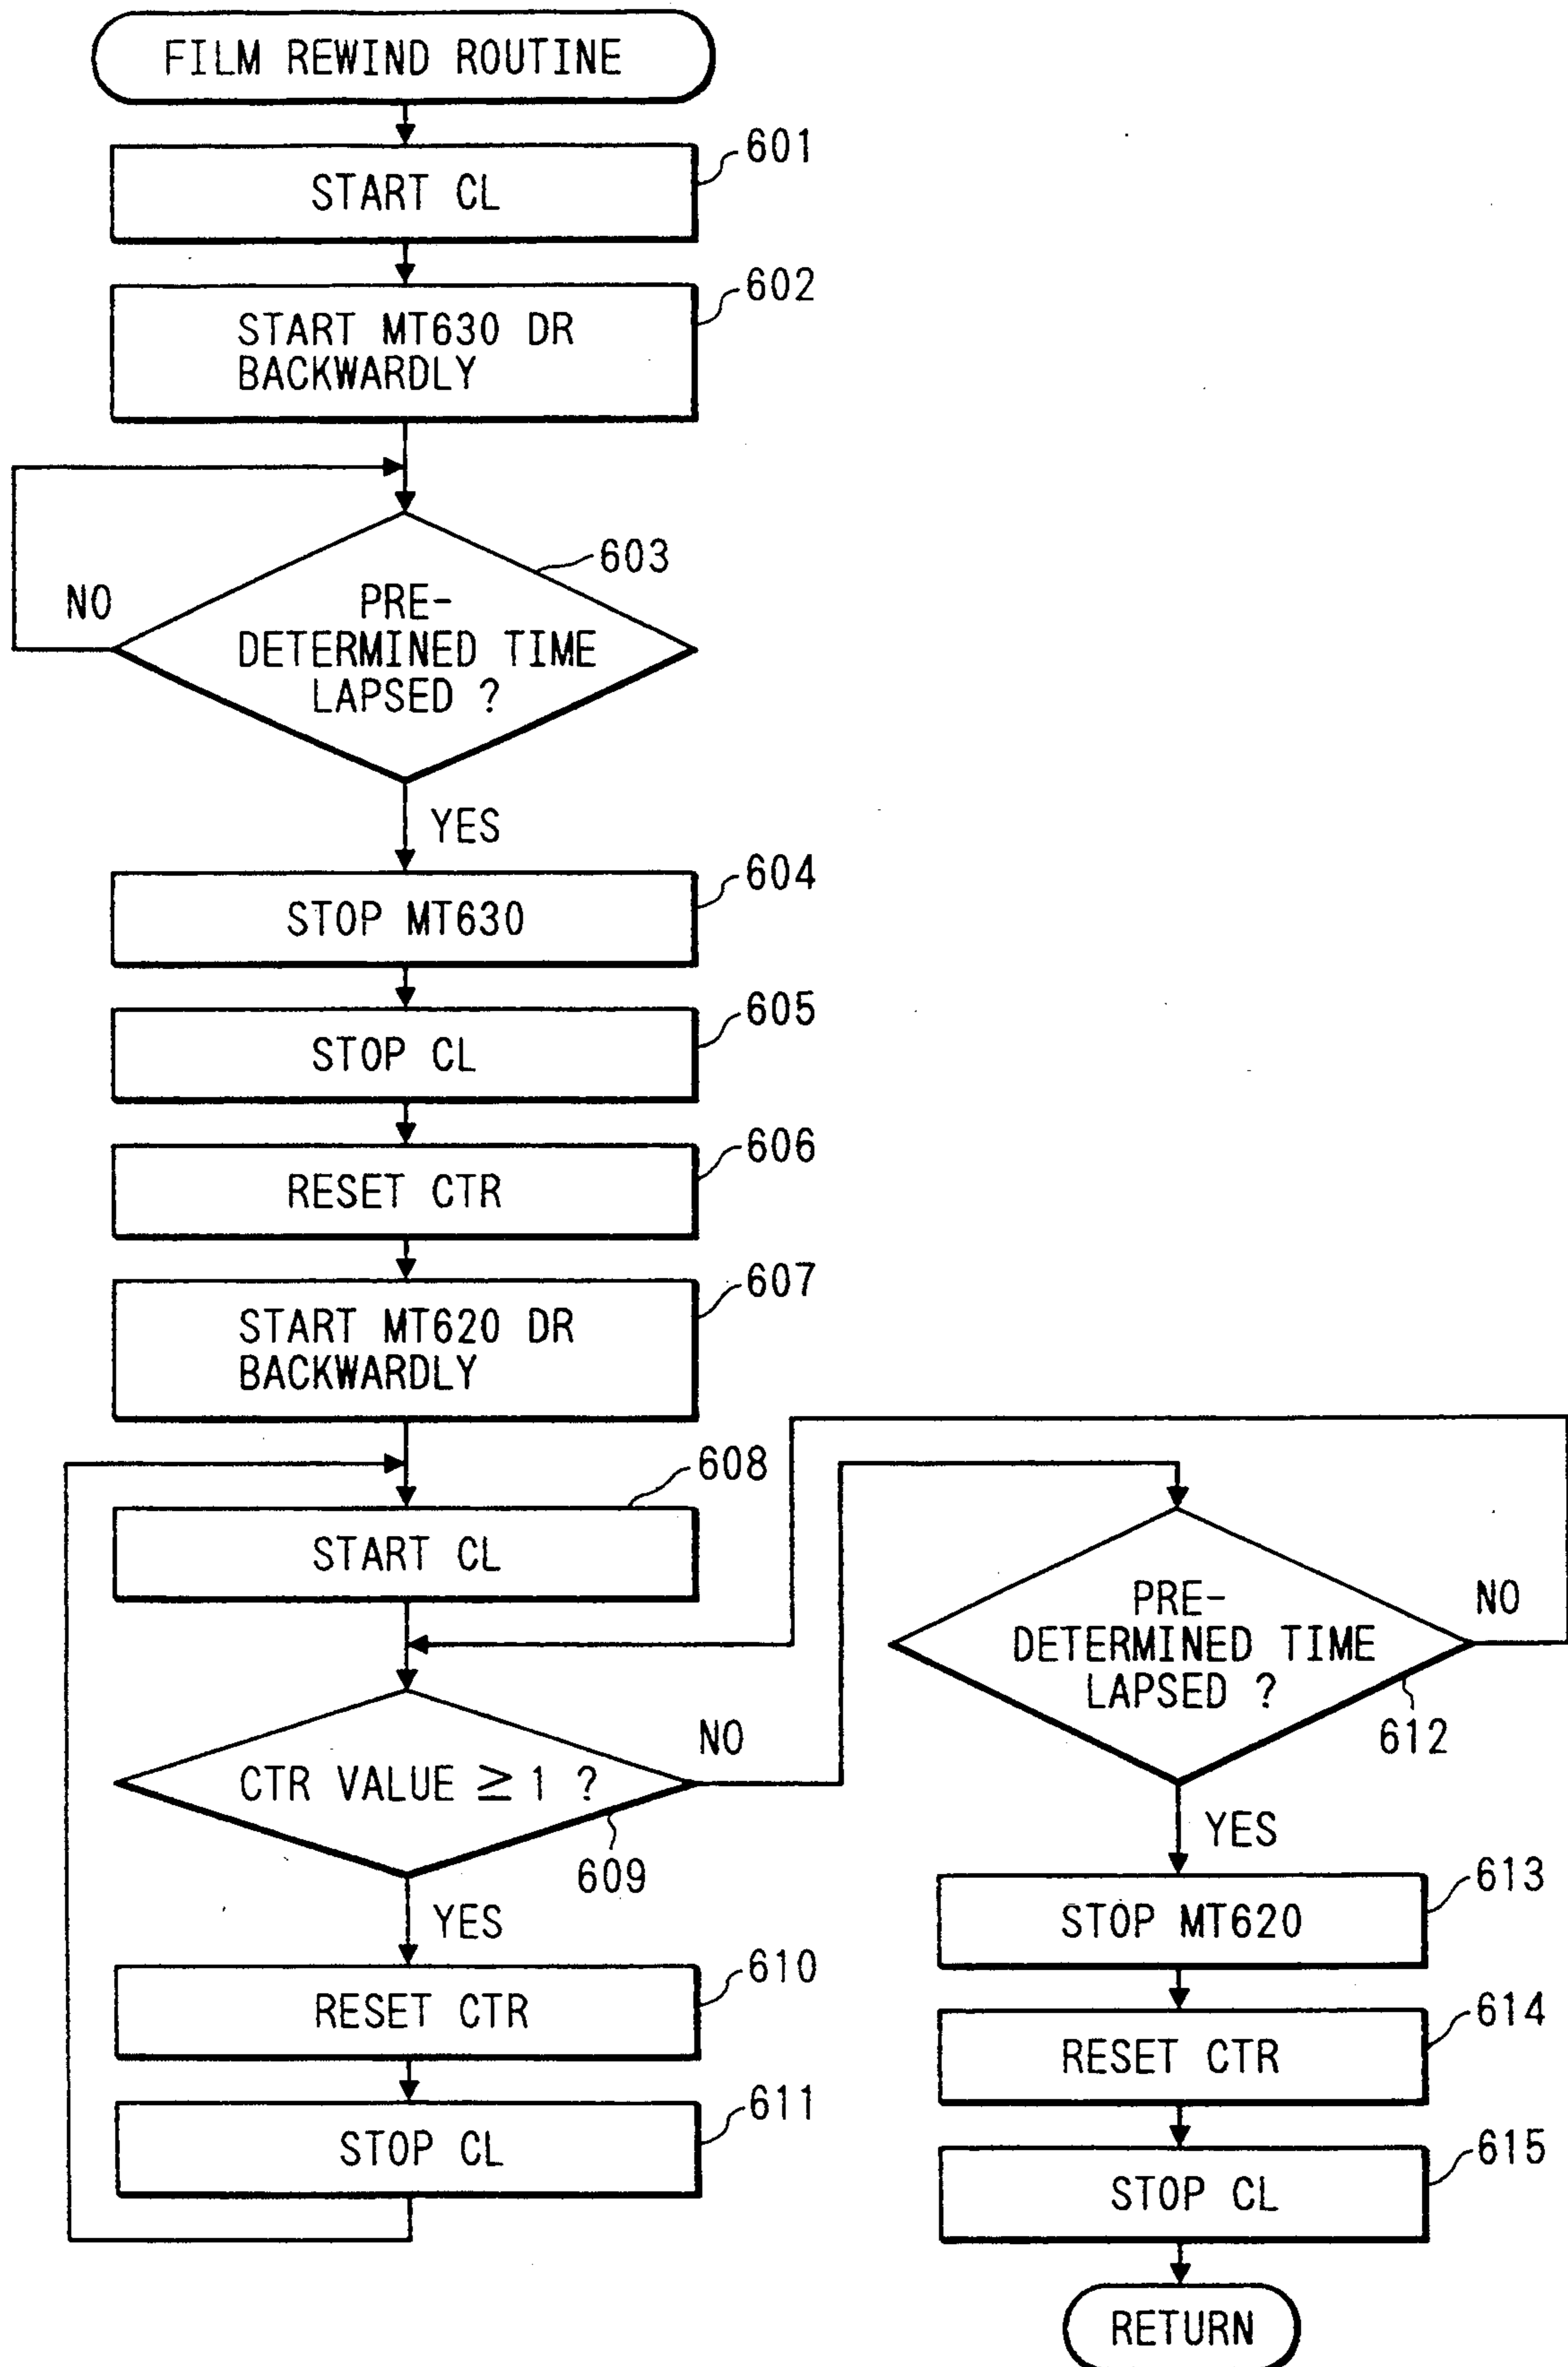 FILM REWIND ROUTINE
601
START CL
602
START MT630 DR
BACKWARDLY
603
NO
PRE-
DETERMINED TIME
LAPSED ?
YES
604
STOP MT630
605
STOP CL
606
RESET CTR
607
START MT620 DR
BACKWARDLY
608
START CL
CTR VALUE ≧ 1 ?
NO
609
YES
610
RESET CTR
611
STOP CL
PRE-
DETERMINED TIME
LAPSED ?
NO
612
YES
613
STOP MT620
614
RESET CTR
615
STOP CL
RETURN